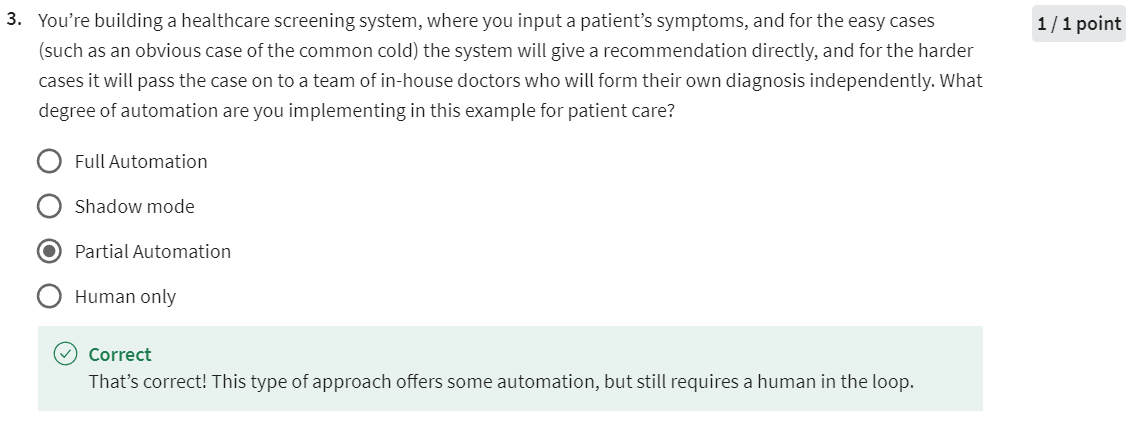 3. You’re building a healthcare screening system, where you input a patient’s symptoms, and for the easy cases
1 / 1 point
(such as an obvious case of the common cold) the system will give a recommendation directly, and for the harder
cases it will pass the case on to a team of in-house doctors who will form their own diagnosis independently. What
degree of automation are you implementing in this example for patient care?
Full Automation
Shadow mode
Partial Automation
Human only
Correct
That’s correct! This type of approach offers some automation, but still requires a human in the loop.